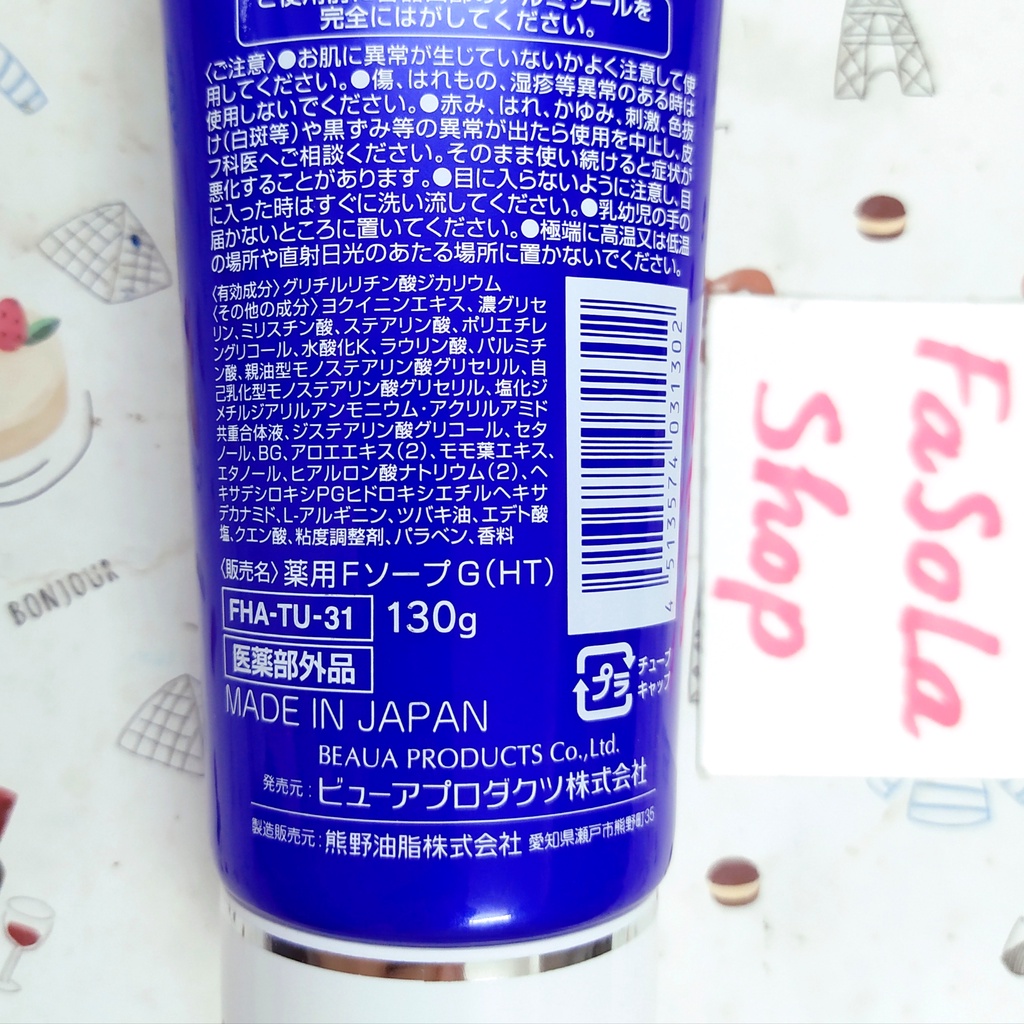 ご使用前に容器口部のアルミシールを
完全にはがしてください。
〈ご注意〉●お肌に異常が生じていないかよく注意して使
用してください。●傷、はれもの、湿疹等異常のある時は
使用しないでください。●赤み、はれ、かゆみ、刺激、色抜
け(白斑等)や黒ずみ等の異常が出たら使用を中止し、皮
フ科医へご相談ください。そのまま使い続けると症状が
悪化することがあります。●目に入らないように注意し、目
に入った時はすぐに洗い流してください。●乳幼児の手の
届かないところに置いてください。●極端に高温又は低温
の場所や直射日光のあたる場所に置かないでください。
〈有効成分〉グリチルリチン酸ジカリウム
〈その他の成分〉ヨクイニンエキス、濃グリセ
リン、ミリスチン酸、ステアリン酸、ポリエチレ
ングリコール、水酸化K、ラウリン酸、パルミチ
ン酸、親油型モノステアリン酸グリセリル、自
己乳化型モノステアリン酸グリセリル、塩化ジ
メチルジアリルアンモニウム・アクリルアミド
共重合体液、ジステアリン酸グリコール、セタ
ノール、BG、アロエエキス(2)、モモ葉エキス、
エタノール、ヒアルロン酸ナトリウム(2)、ヘ
キサデシロキシPGヒドロキシエチルヘキサ
デカナミド、L-アルギニン、ツバキ油、エデト酸
塩、クエン酸、粘度調整剤、パラベン、香料
4 513574 031302
〈販売名〉薬用FソープG(HT)
FHA-TU-31 130g
医薬部外品
プラ
チューブ
キャップ
MADE IN JAPAN
BEAUA PRODUCTS Co.,Ltd.
発売元:ビューアプロダクツ株式会社
製造販売元:熊野油脂株式会社 愛知県瀬戸市熊野町35
FaSoLa
Shop
BONJOUR